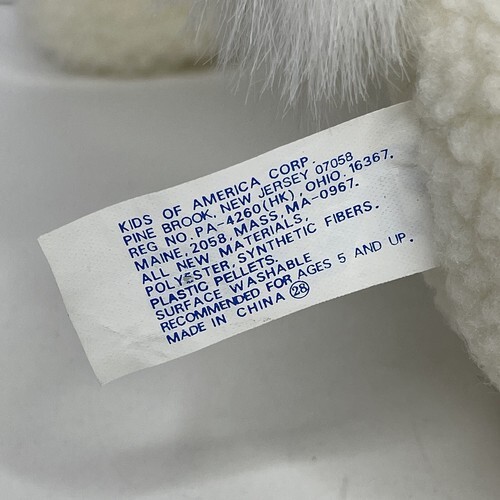 KIDS OF AMERICA CORP.
PINE BROOK, NEW JERSEY 07058
REG NO. PA-4260(HK), OHIO. 16367.
MAINE, 2058, MASS, MA-0967.
ALL NEW MATERIALS.
POLYESTER, SYNTHETIC FIBERS.
PLASTIC PELLETS.
SURFACE WASHABLE
RECOMMENDED FOR AGES 5 AND UP.
MADE IN CHINA 28